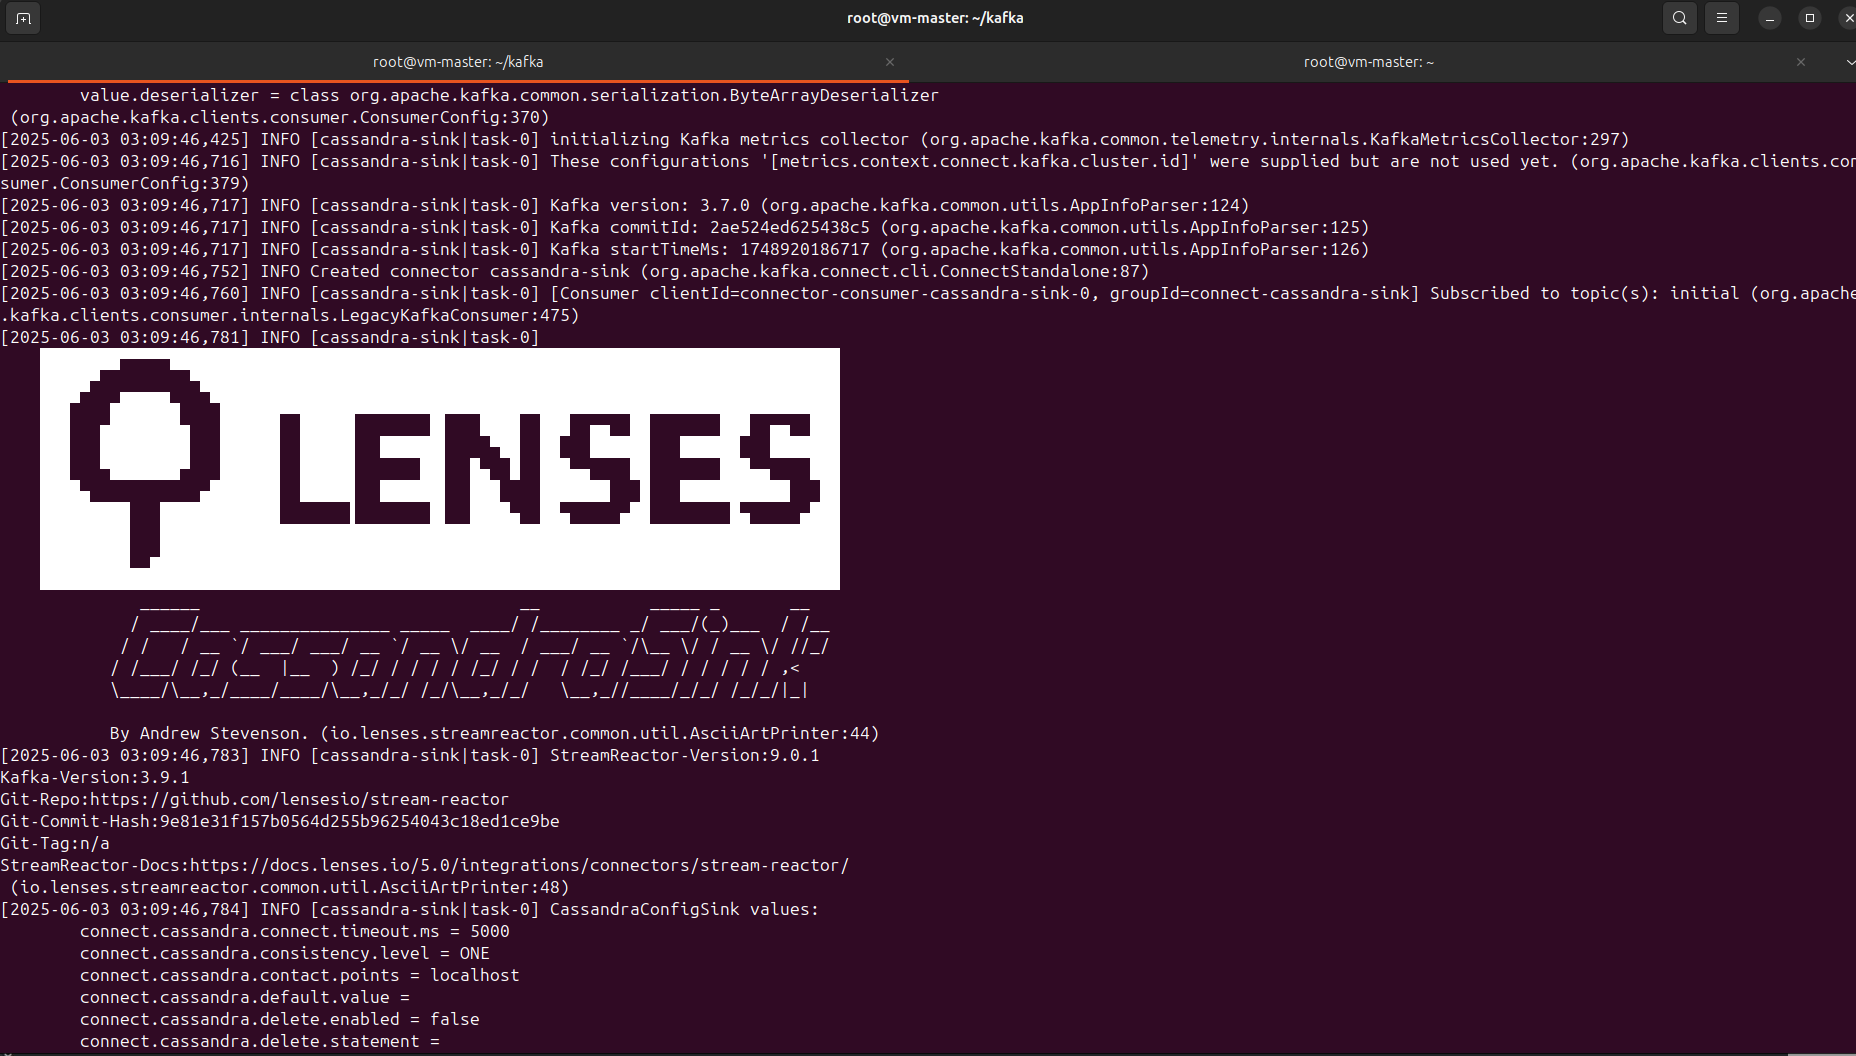 root@vm-master: ~/kafka
root@vm-master: ~/kafka
root@vm-master: ~
value.deserializer = class org.apache.kafka.common.serialization.ByteArrayDeserializer
(org.apache.kafka.clients.consumer.ConsumerConfig:370)
[2025-06-03 03:09:46,425] INFO [cassandra-sink|task-0] initializing Kafka metrics collector (org.apache.kafka.common.telemetry.internals.KafkaMetricsCollector:297)
[2025-06-03 03:09:46,716] INFO [cassandra-sink|task-0] These configurations '[metrics.context.connect.kafka.cluster.id]' were supplied but are not used yet. (org.apache.kafka.clients.con
sumer.ConsumerConfig:379)
[2025-06-03 03:09:46,717] INFO [cassandra-sink|task-0] Kafka version: 3.7.0 (org.apache.kafka.common.utils.AppInfoParser:124)
[2025-06-03 03:09:46,717] INFO [cassandra-sink|task-0] Kafka commitId: 2ae524ed625438c5 (org.apache.kafka.common.utils.AppInfoParser:125)
[2025-06-03 03:09:46,717] INFO [cassandra-sink|task-0] Kafka startTimeMs: 1748920186717 (org.apache.kafka.common.utils.AppInfoParser:126)
[2025-06-03 03:09:46,752] INFO Created connector cassandra-sink (org.apache.kafka.connect.cli.ConnectStandalone:87)
[2025-06-03 03:09:46,760] INFO [cassandra-sink|task-0] [Consumer clientId=connector-consumer-cassandra-sink-0, groupId=connect-cassandra-sink] Subscribed to topic(s): initial (org.apache
.kafka.clients.consumer.internals.LegacyKafkaConsumer:475)
[2025-06-03 03:09:46,781] INFO [cassandra-sink|task-0]
LENSES
CassandraSink
By Andrew Stevenson. (io.lenses.streamreactor.common.util.AsciiArtPrinter:44)
[2025-06-03 03:09:46,783] INFO [cassandra-sink|task-0] StreamReactor-Version:9.0.1
Kafka-Version:3.9.1
Git-Repo:https://github.com/lensesio/stream-reactor
Git-Commit-Hash:9e81e31f157b0564d255b96254043c18ed1ce9be
Git-Tag:n/a
StreamReactor-Docs:https://docs.lenses.io/5.0/integrations/connectors/stream-reactor/
(io.lenses.streamreactor.common.util.AsciiArtPrinter:48)
[2025-06-03 03:09:46,784] INFO [cassandra-sink|task-0] CassandraConfigSink values:
connect.cassandra.connect.timeout.ms = 5000
connect.cassandra.consistency.level = ONE
connect.cassandra.contact.points = localhost
connect.cassandra.default.value =
connect.cassandra.delete.enabled = false
connect.cassandra.delete.statement =